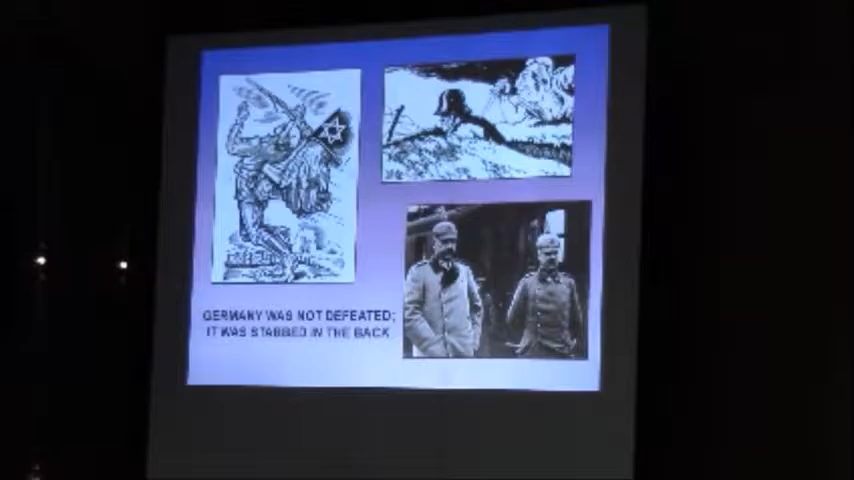 GERMANY WAS NOT DEFEATED;
IT WAS STABBED IN THE BACK